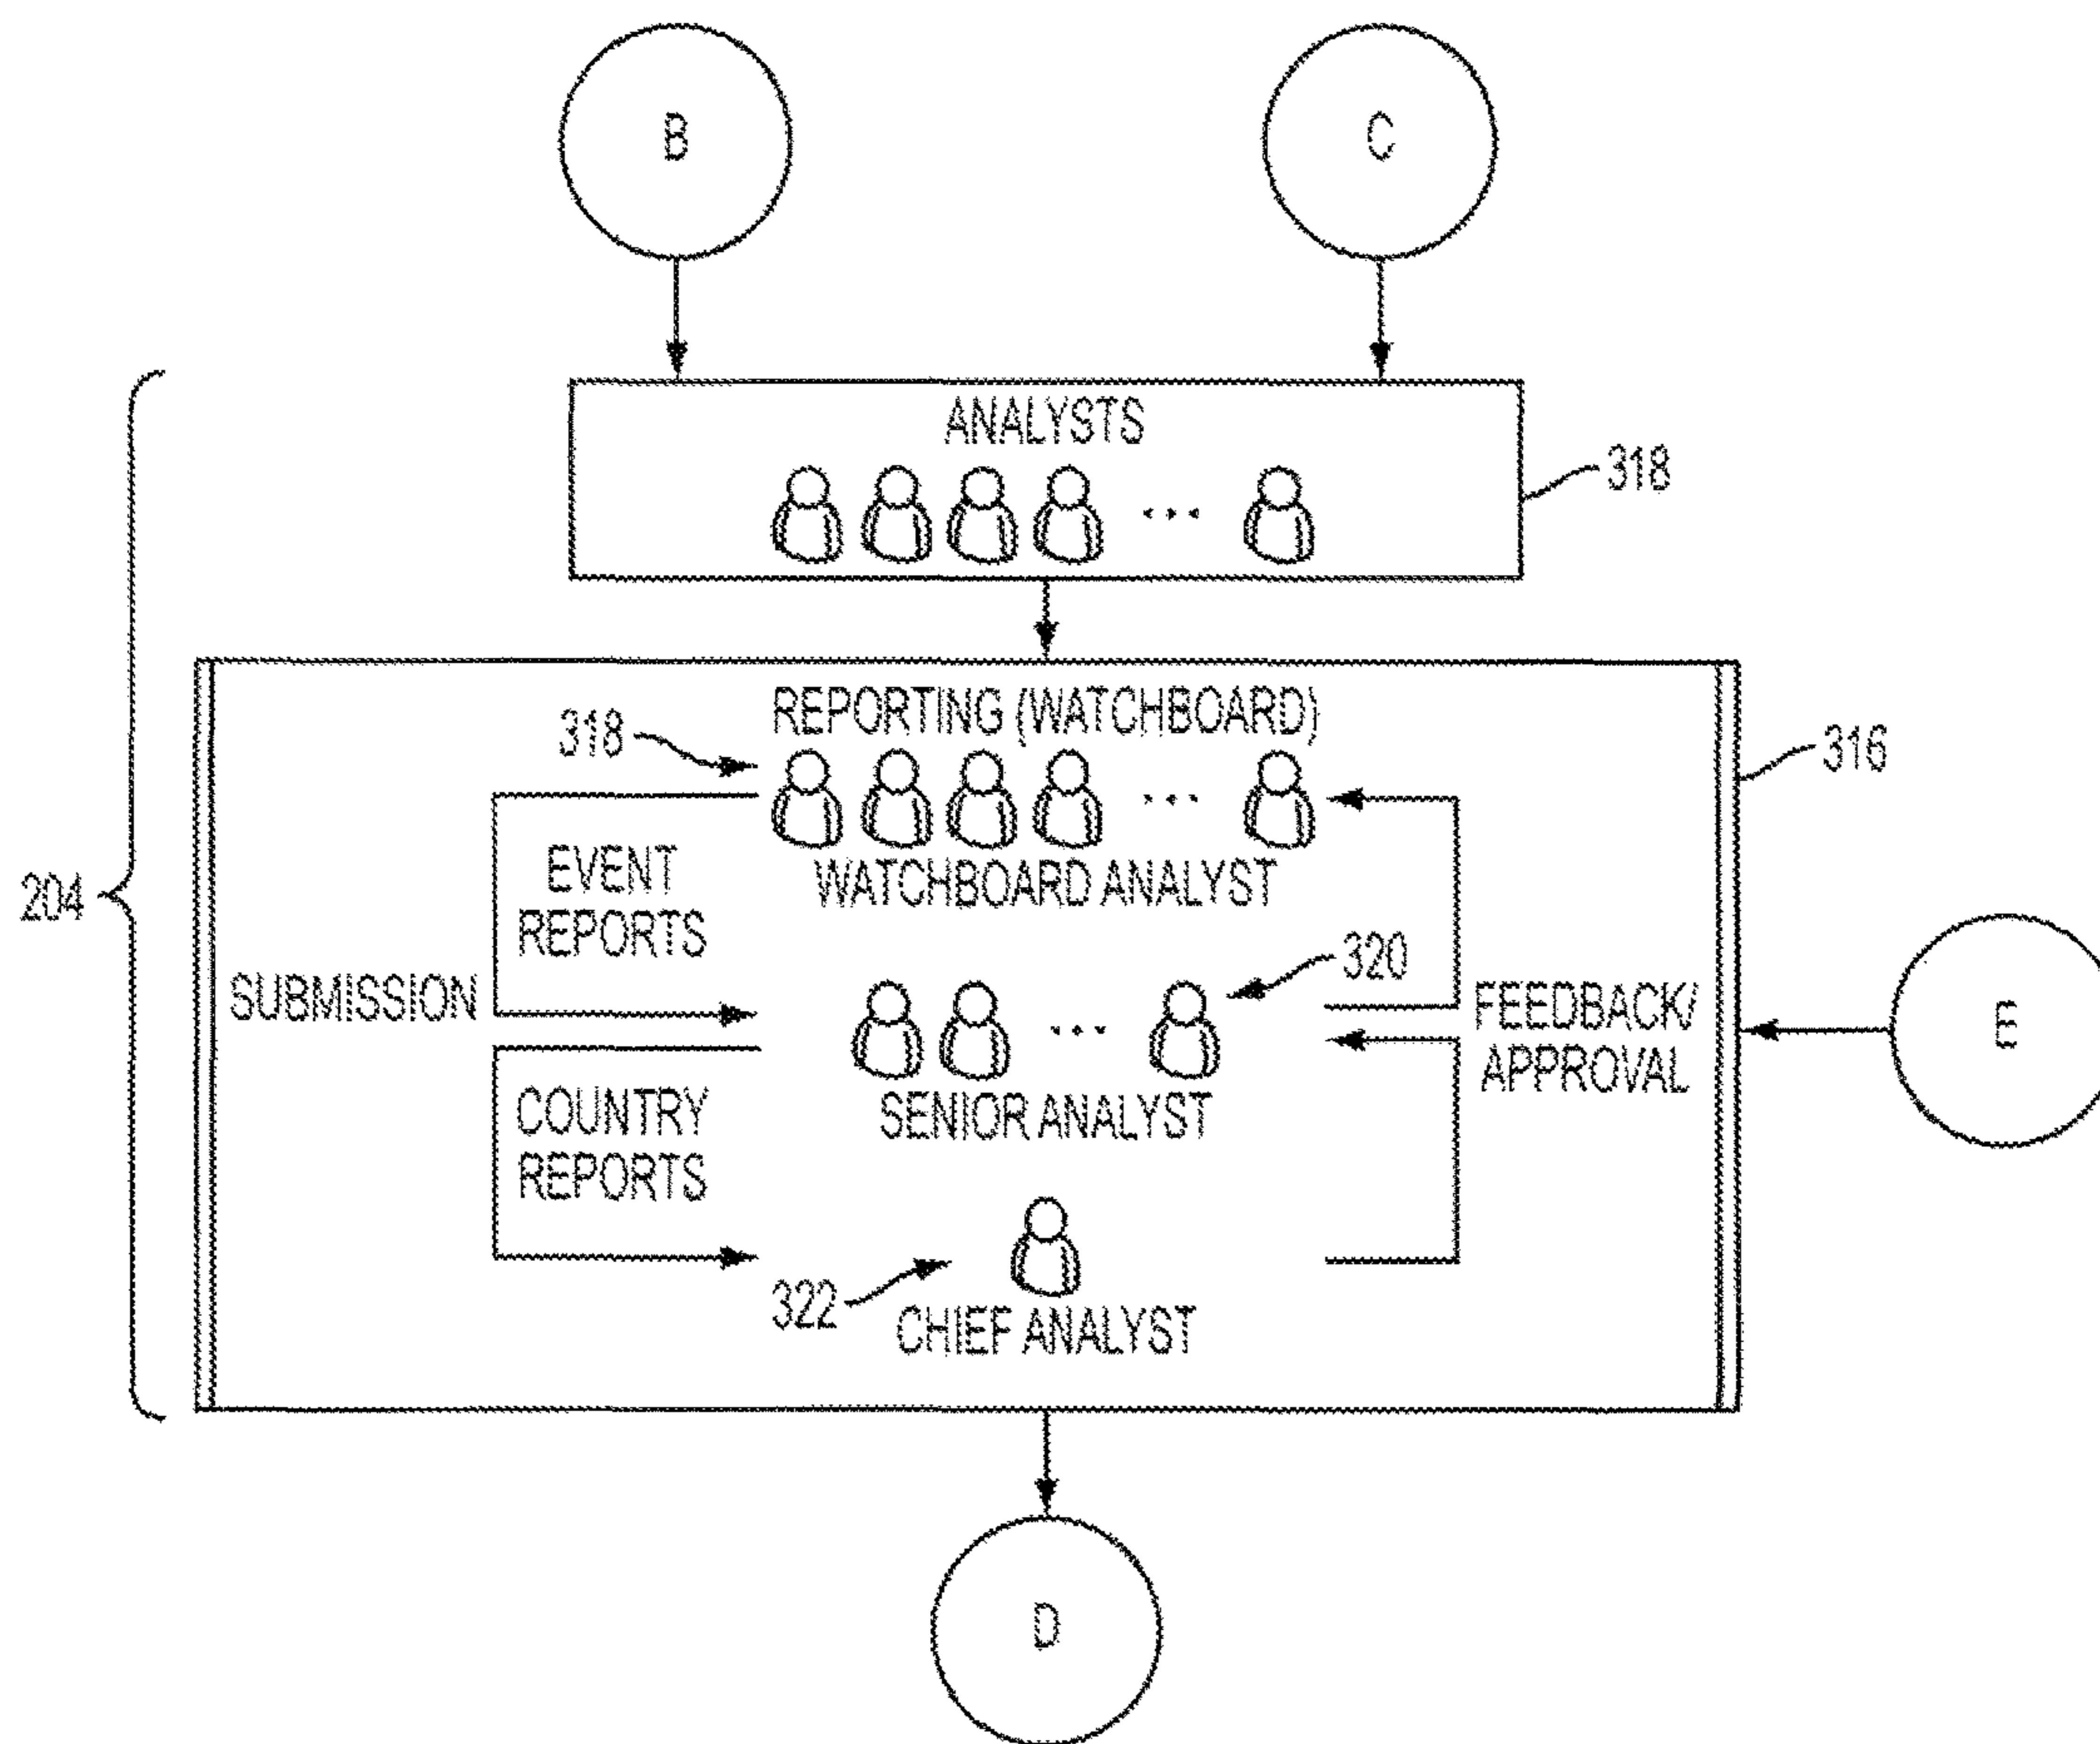 B
C
ANALYSTS
318
REPORTING (WATCHBOARD)
318
316
EVENT
REPORTS
WATCHBOARD ANALYST
204
320
SUBMISSION
FEEDBACK/
APPROVAL
E
COUNTRY
REPORTS
SENIOR ANALYST
322
CHIEF ANALYST
D